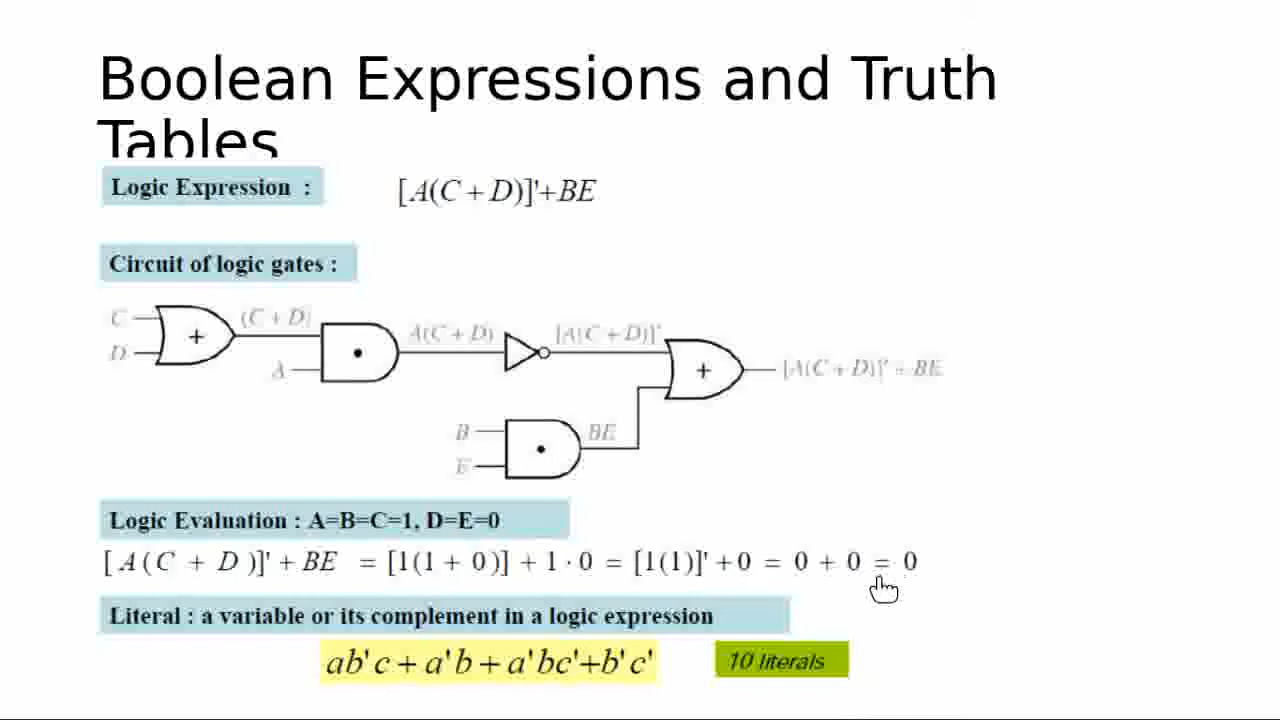 Boolean Expressions and Truth
Tables
Logic Expression :
[A(C + D)]'+BE
Circuit of logic gates :
C
D
+
(C + D)
A
•
A(C + D)
[A(C + D)]'
+
[A(C + D)]' + BE
B
E
•
BE
Logic Evaluation : A=B=C=1, D=E=0
[ A ( C + D )]' + BE = [1(1 + 0)] + 1 · 0 = [1(1)]' + 0 = 0 + 0 = 0
Literal : a variable or its complement in a logic expression
ab' c + a' b + a' bc'+b' c'
10 literals